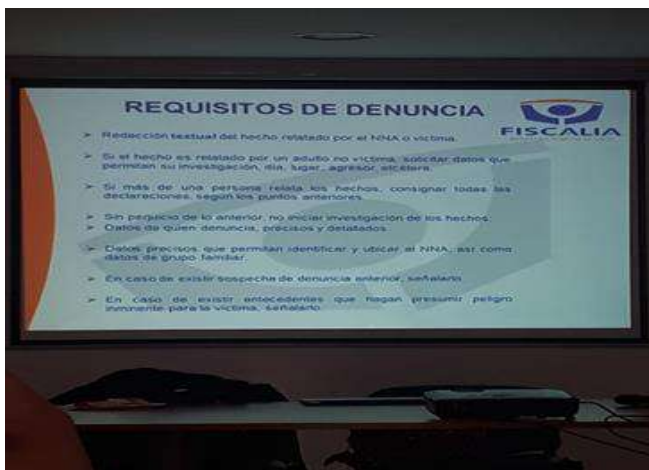 REQUISITOS DE DENUNCIA
FISCALIA
➢ Redacción textual del hecho relatado por el NNA o víctima.
➢ Si el hecho es relatado por un adulto no víctima, solicitar datos que
permitan su investigación, día, lugar, agresor, etcétera.
➢ Si más de una persona relata los hechos, consignar todas las
declaraciones, según los puntos anteriores.
➢ Sin perjuicio de lo anterior, no iniciar investigación de los hechos.
➢ Datos de quien denuncia, precisos y detallados.
➢ Datos precisos que permitan identificar y ubicar al NNA, así como
datos de grupo familiar.
➢ En caso de existir sospecha de denuncia anterior, señalarlo.
➢ En caso de existir antecedentes que hagan presumir peligro
inminente para la víctima, señalarlo.